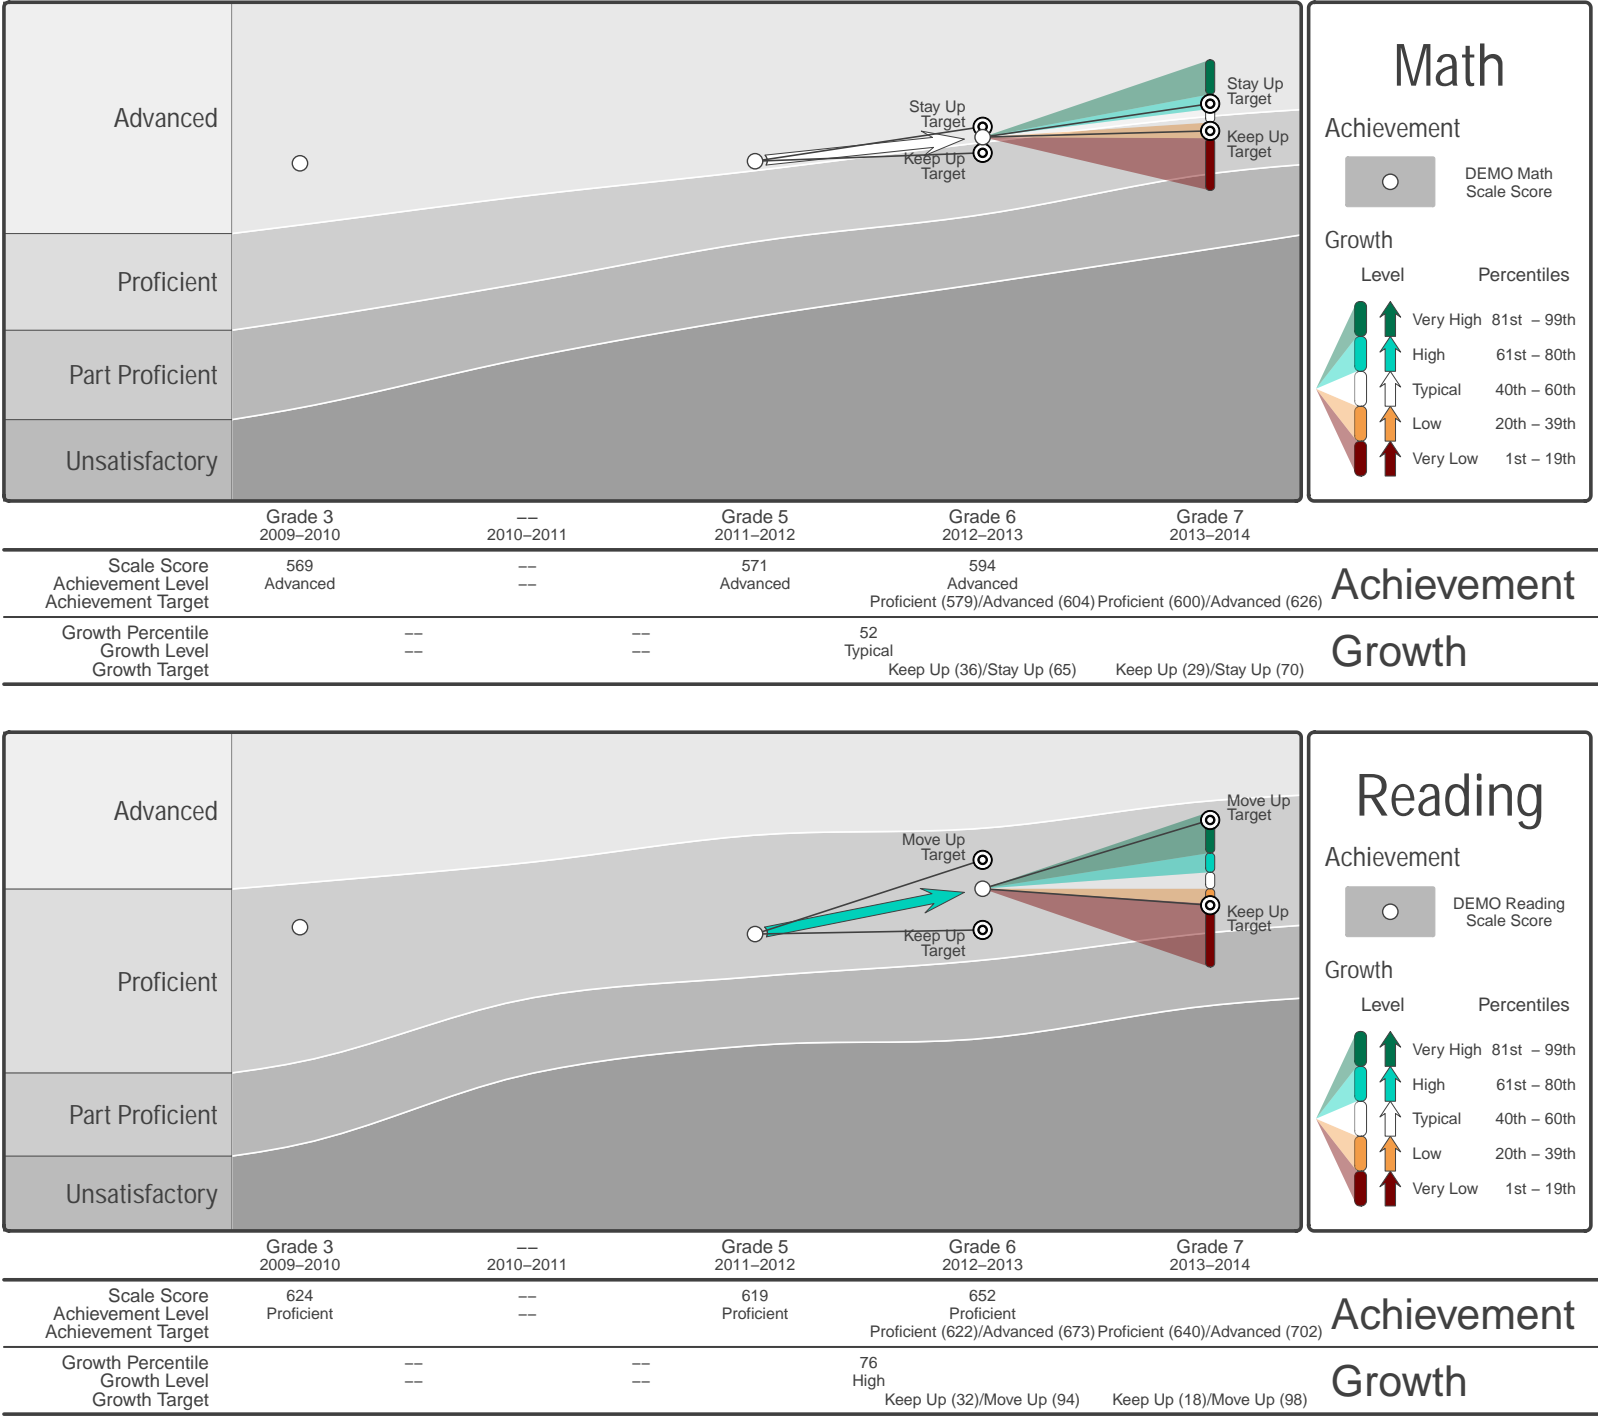 Math
Advanced
Proficient
Part Proficient
Unsatisfactory
Stay Up
Target
Keep Up
Target
Stay Up
Target
Keep Up
Target
Achievement
DEMO Math
Scale Score
Growth
Level Percentiles
Very High 81st – 99th
High 61st – 80th
Typical 40th – 60th
Low 20th – 39th
Very Low 1st – 19th
Grade 3 –– Grade 5 Grade 6 Grade 7
2009–2010 2010–2011 2011–2012 2012–2013 2013–2014
Scale Score 569 –– 571 594
Achievement Level Advanced –– Advanced Advanced
Achievement Target Proficient (579)/Advanced (604) Proficient (600)/Advanced (626)
Achievement
Growth Percentile –– –– 52
Growth Level –– –– Typical
Growth Target Keep Up (36)/Stay Up (65) Keep Up (29)/Stay Up (70)
Growth
Reading
Advanced
Proficient
Part Proficient
Unsatisfactory
Move Up
Target
Keep Up
Target
Move Up
Target
Keep Up
Target
Achievement
DEMO Reading
Scale Score
Growth
Level Percentiles
Very High 81st – 99th
High 61st – 80th
Typical 40th – 60th
Low 20th – 39th
Very Low 1st – 19th
Grade 3 –– Grade 5 Grade 6 Grade 7
2009–2010 2010–2011 2011–2012 2012–2013 2013–2014
Scale Score 624 –– 619 652
Achievement Level Proficient –– Proficient Proficient
Achievement Target Proficient (622)/Advanced (673) Proficient (640)/Advanced (702)
Achievement
Growth Percentile –– –– 76
Growth Level –– –– High
Growth Target Keep Up (32)/Move Up (94) Keep Up (18)/Move Up (98)
Growth